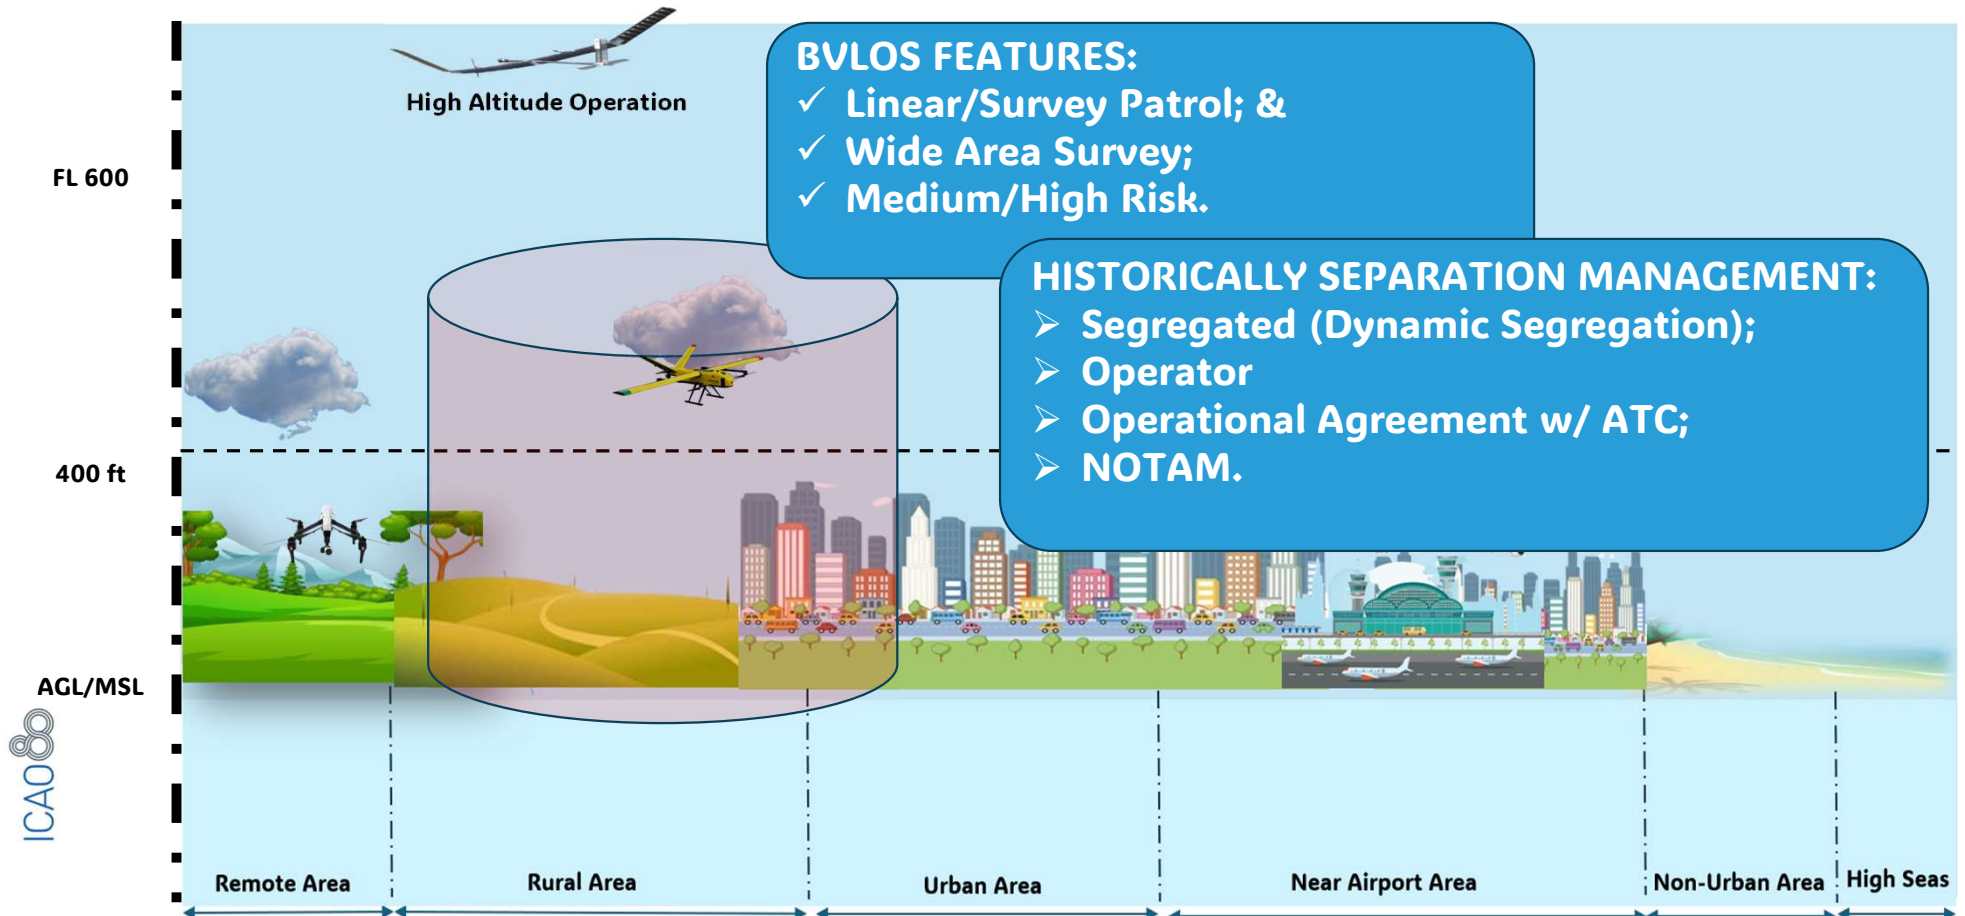 High Altitude Operation
BVLOS FEATURES:
✓ Linear/Survey Patrol; &
✓ Wide Area Survey;
✓ Medium/High Risk.
FL 600
HISTORICALLY SEPARATION MANAGEMENT:
➢ Segregated (Dynamic Segregation);
➢ Operator
➢ Operational Agreement w/ ATC;
➢ NOTAM.
400 ft
AGL/MSL
ICAO
Remote Area
Rural Area
Urban Area
Near Airport Area
Non-Urban Area
High Seas